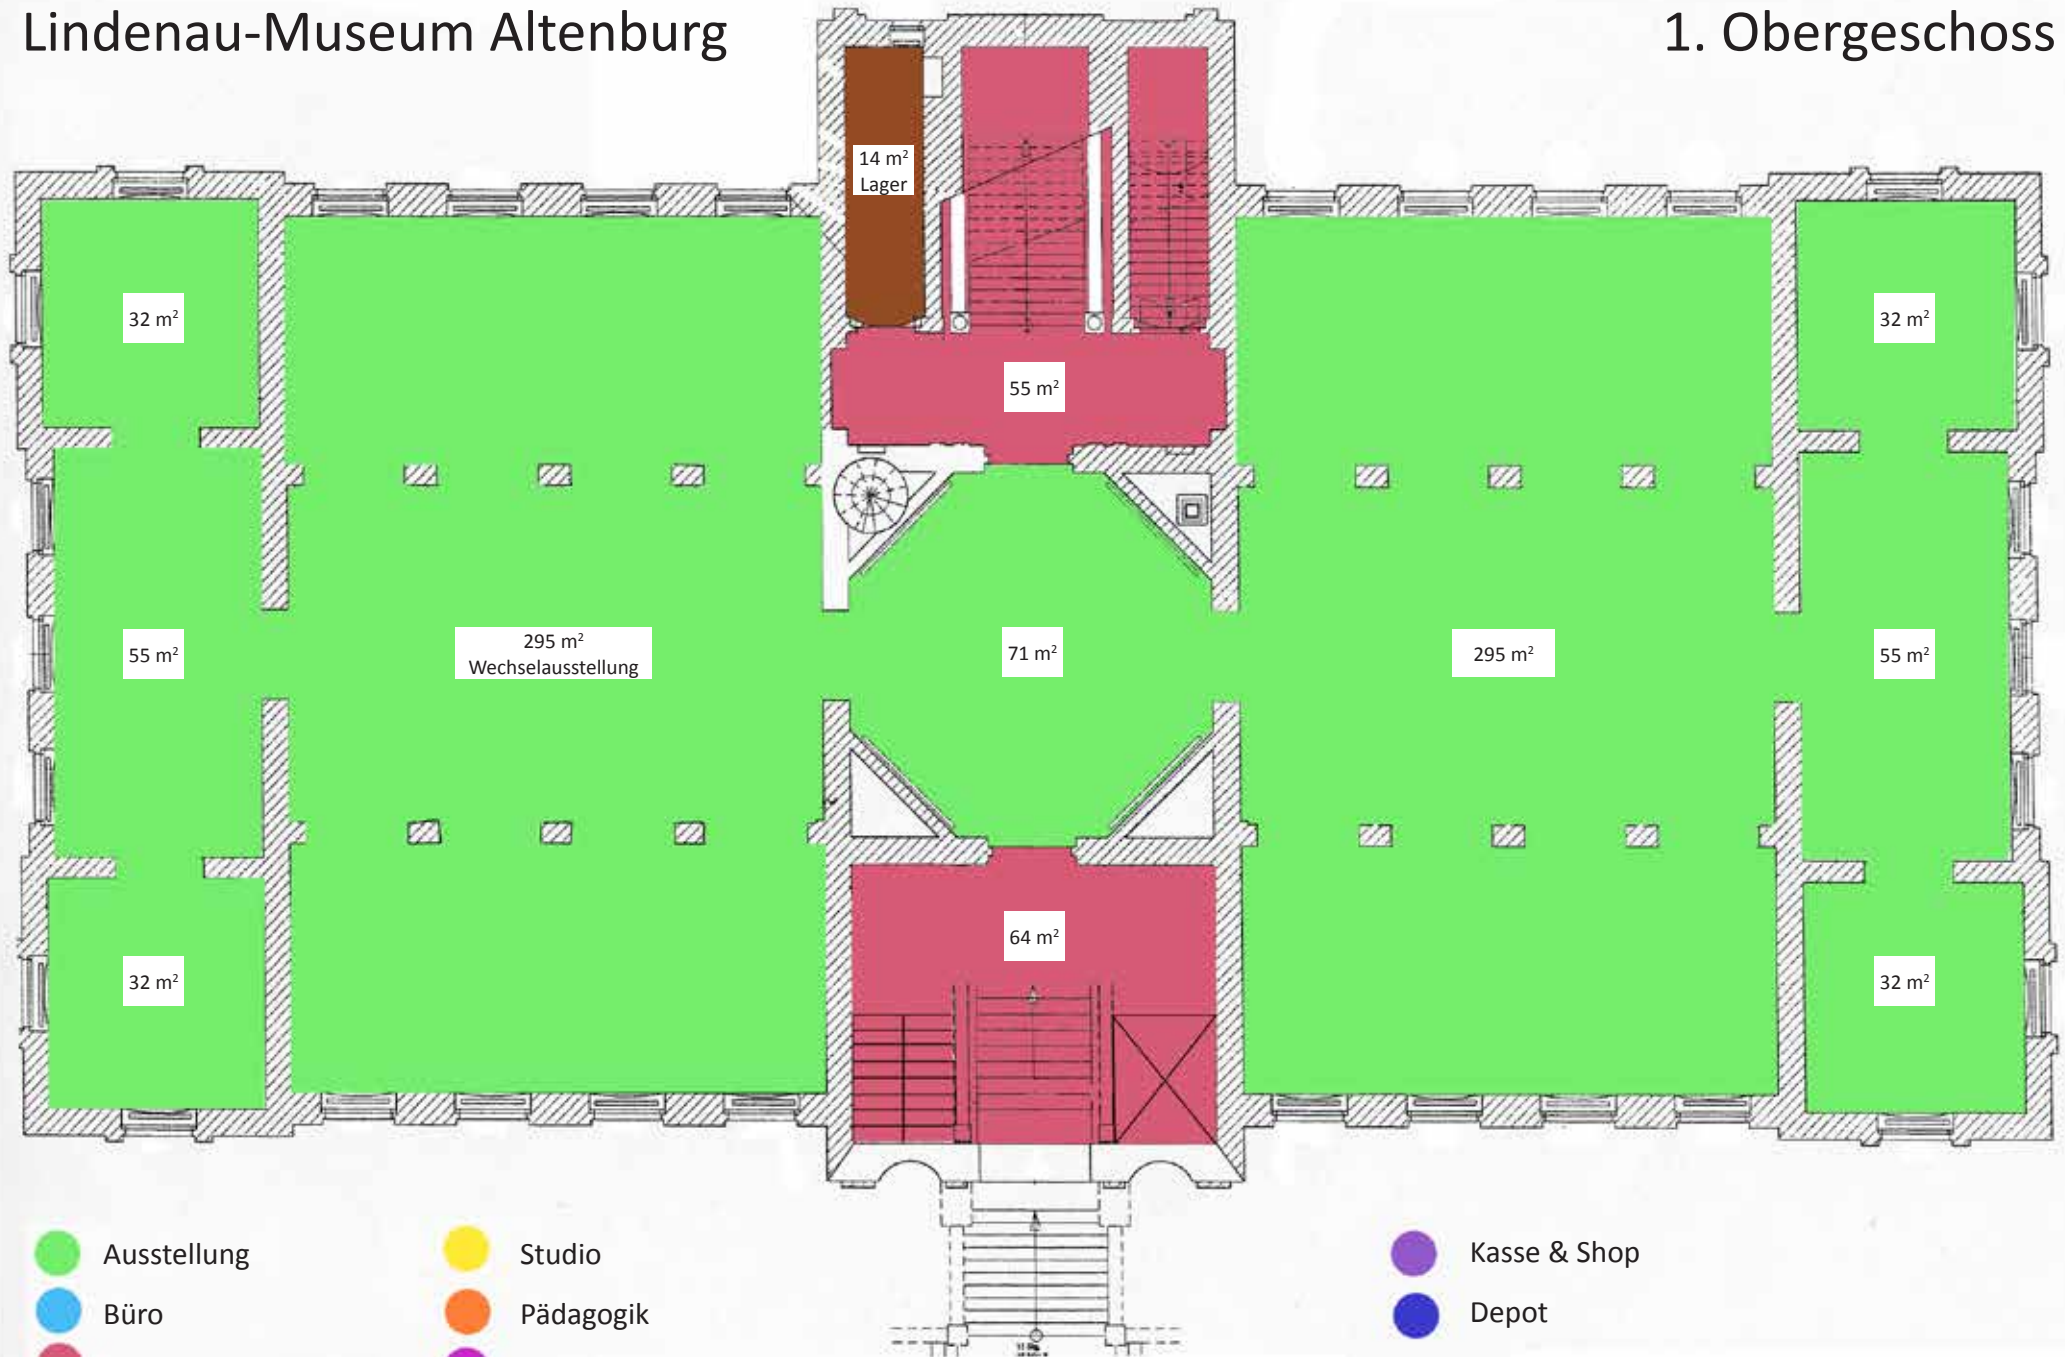 Lindenau-Museum Altenburg
1. Obergeschoss
14 m²
Lager
32 m²
32 m²
55 m²
55 m²
295 m²
Wechselausstellung
71 m²
295 m²
55 m²
64 m²
32 m²
32 m²
Ausstellung
Studio
Kasse & Shop
Büro
Pädagogik
Depot